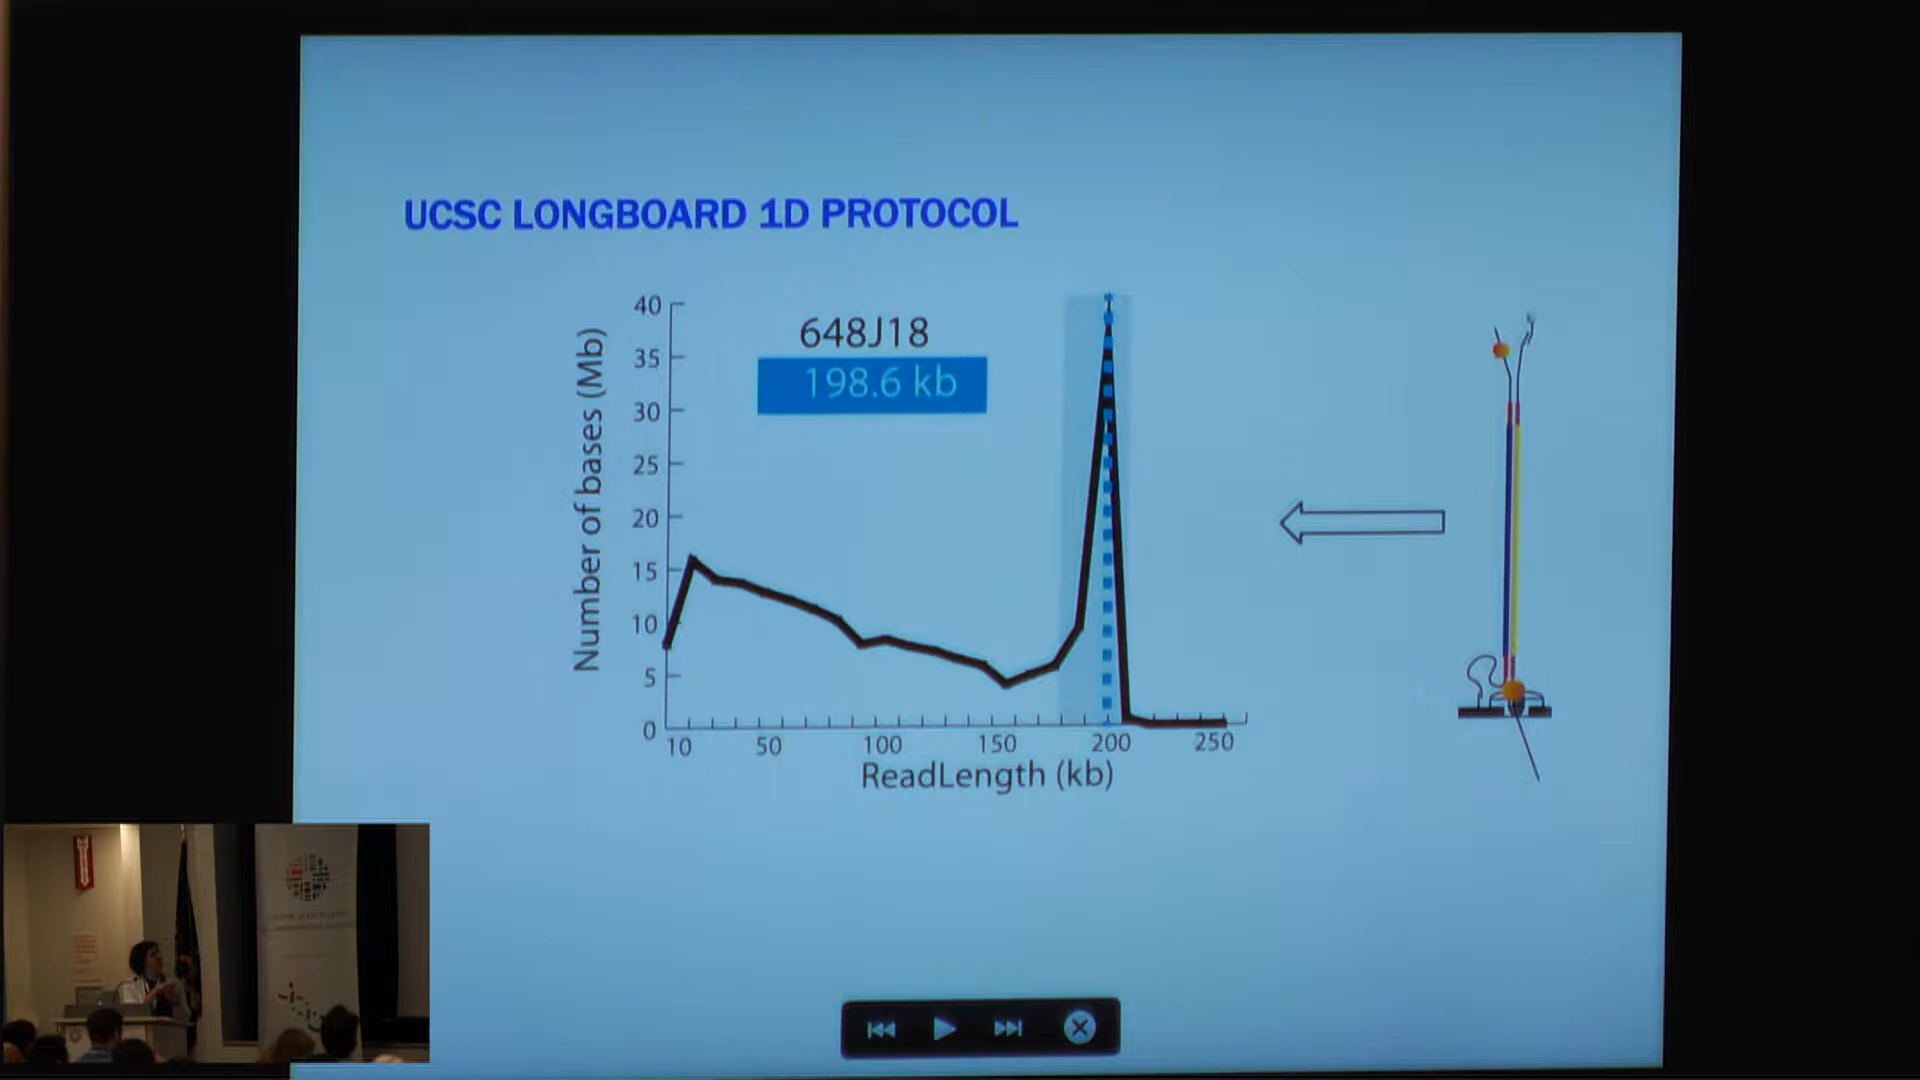 UCSC LONGBOARD 1D PROTOCOL
648J18
198.6 kb
Number of bases (Mb)
40
35
30
25
20
15
10
5
0
10 50 100 150 200 250
ReadLength (kb)